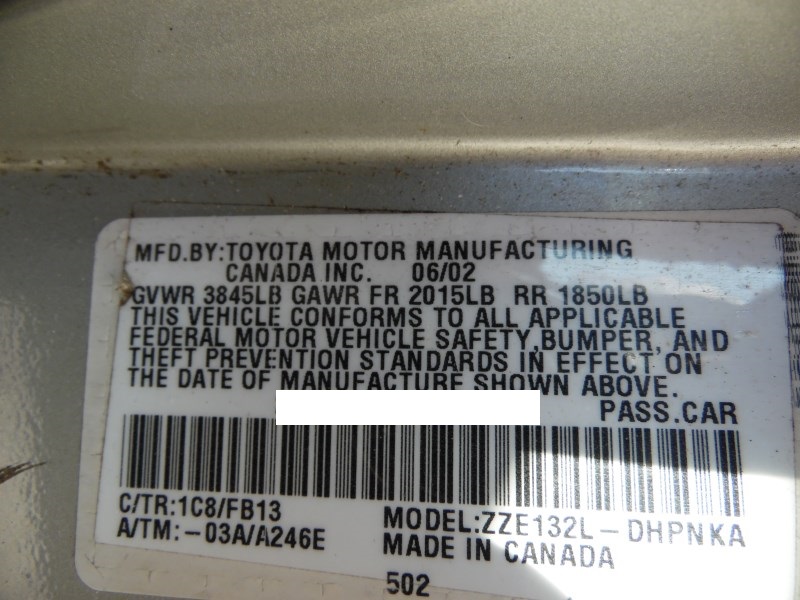 MFD.BY:TOYOTA MOTOR MANUFACTURING
CANADA INC. 06/02
GVWR 3845LB GAWR FR 2015LB RR 1850LB
THIS VEHICLE CONFORMS TO ALL APPLICABLE
FEDERAL MOTOR VEHICLE SAFETY,BUMPER, AND
THEFT PREVENTION STANDARDS IN EFFECT ON
THE DATE OF MANUFACTURE SHOWN ABOVE.
PASS.CAR
C/TR:1C8/FB13
A/TM:-03A/A246E
MODEL:ZZE132L-DHPNKA
MADE IN CANADA
502